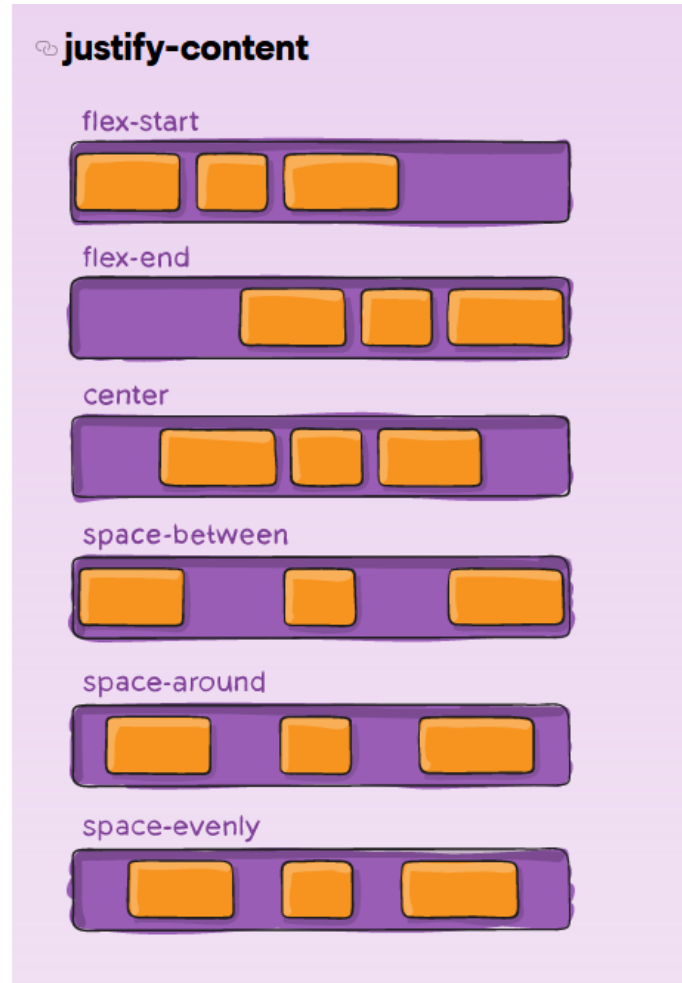 justify-content
flex-start
flex-end
center
space-between
space-around
space-evenly